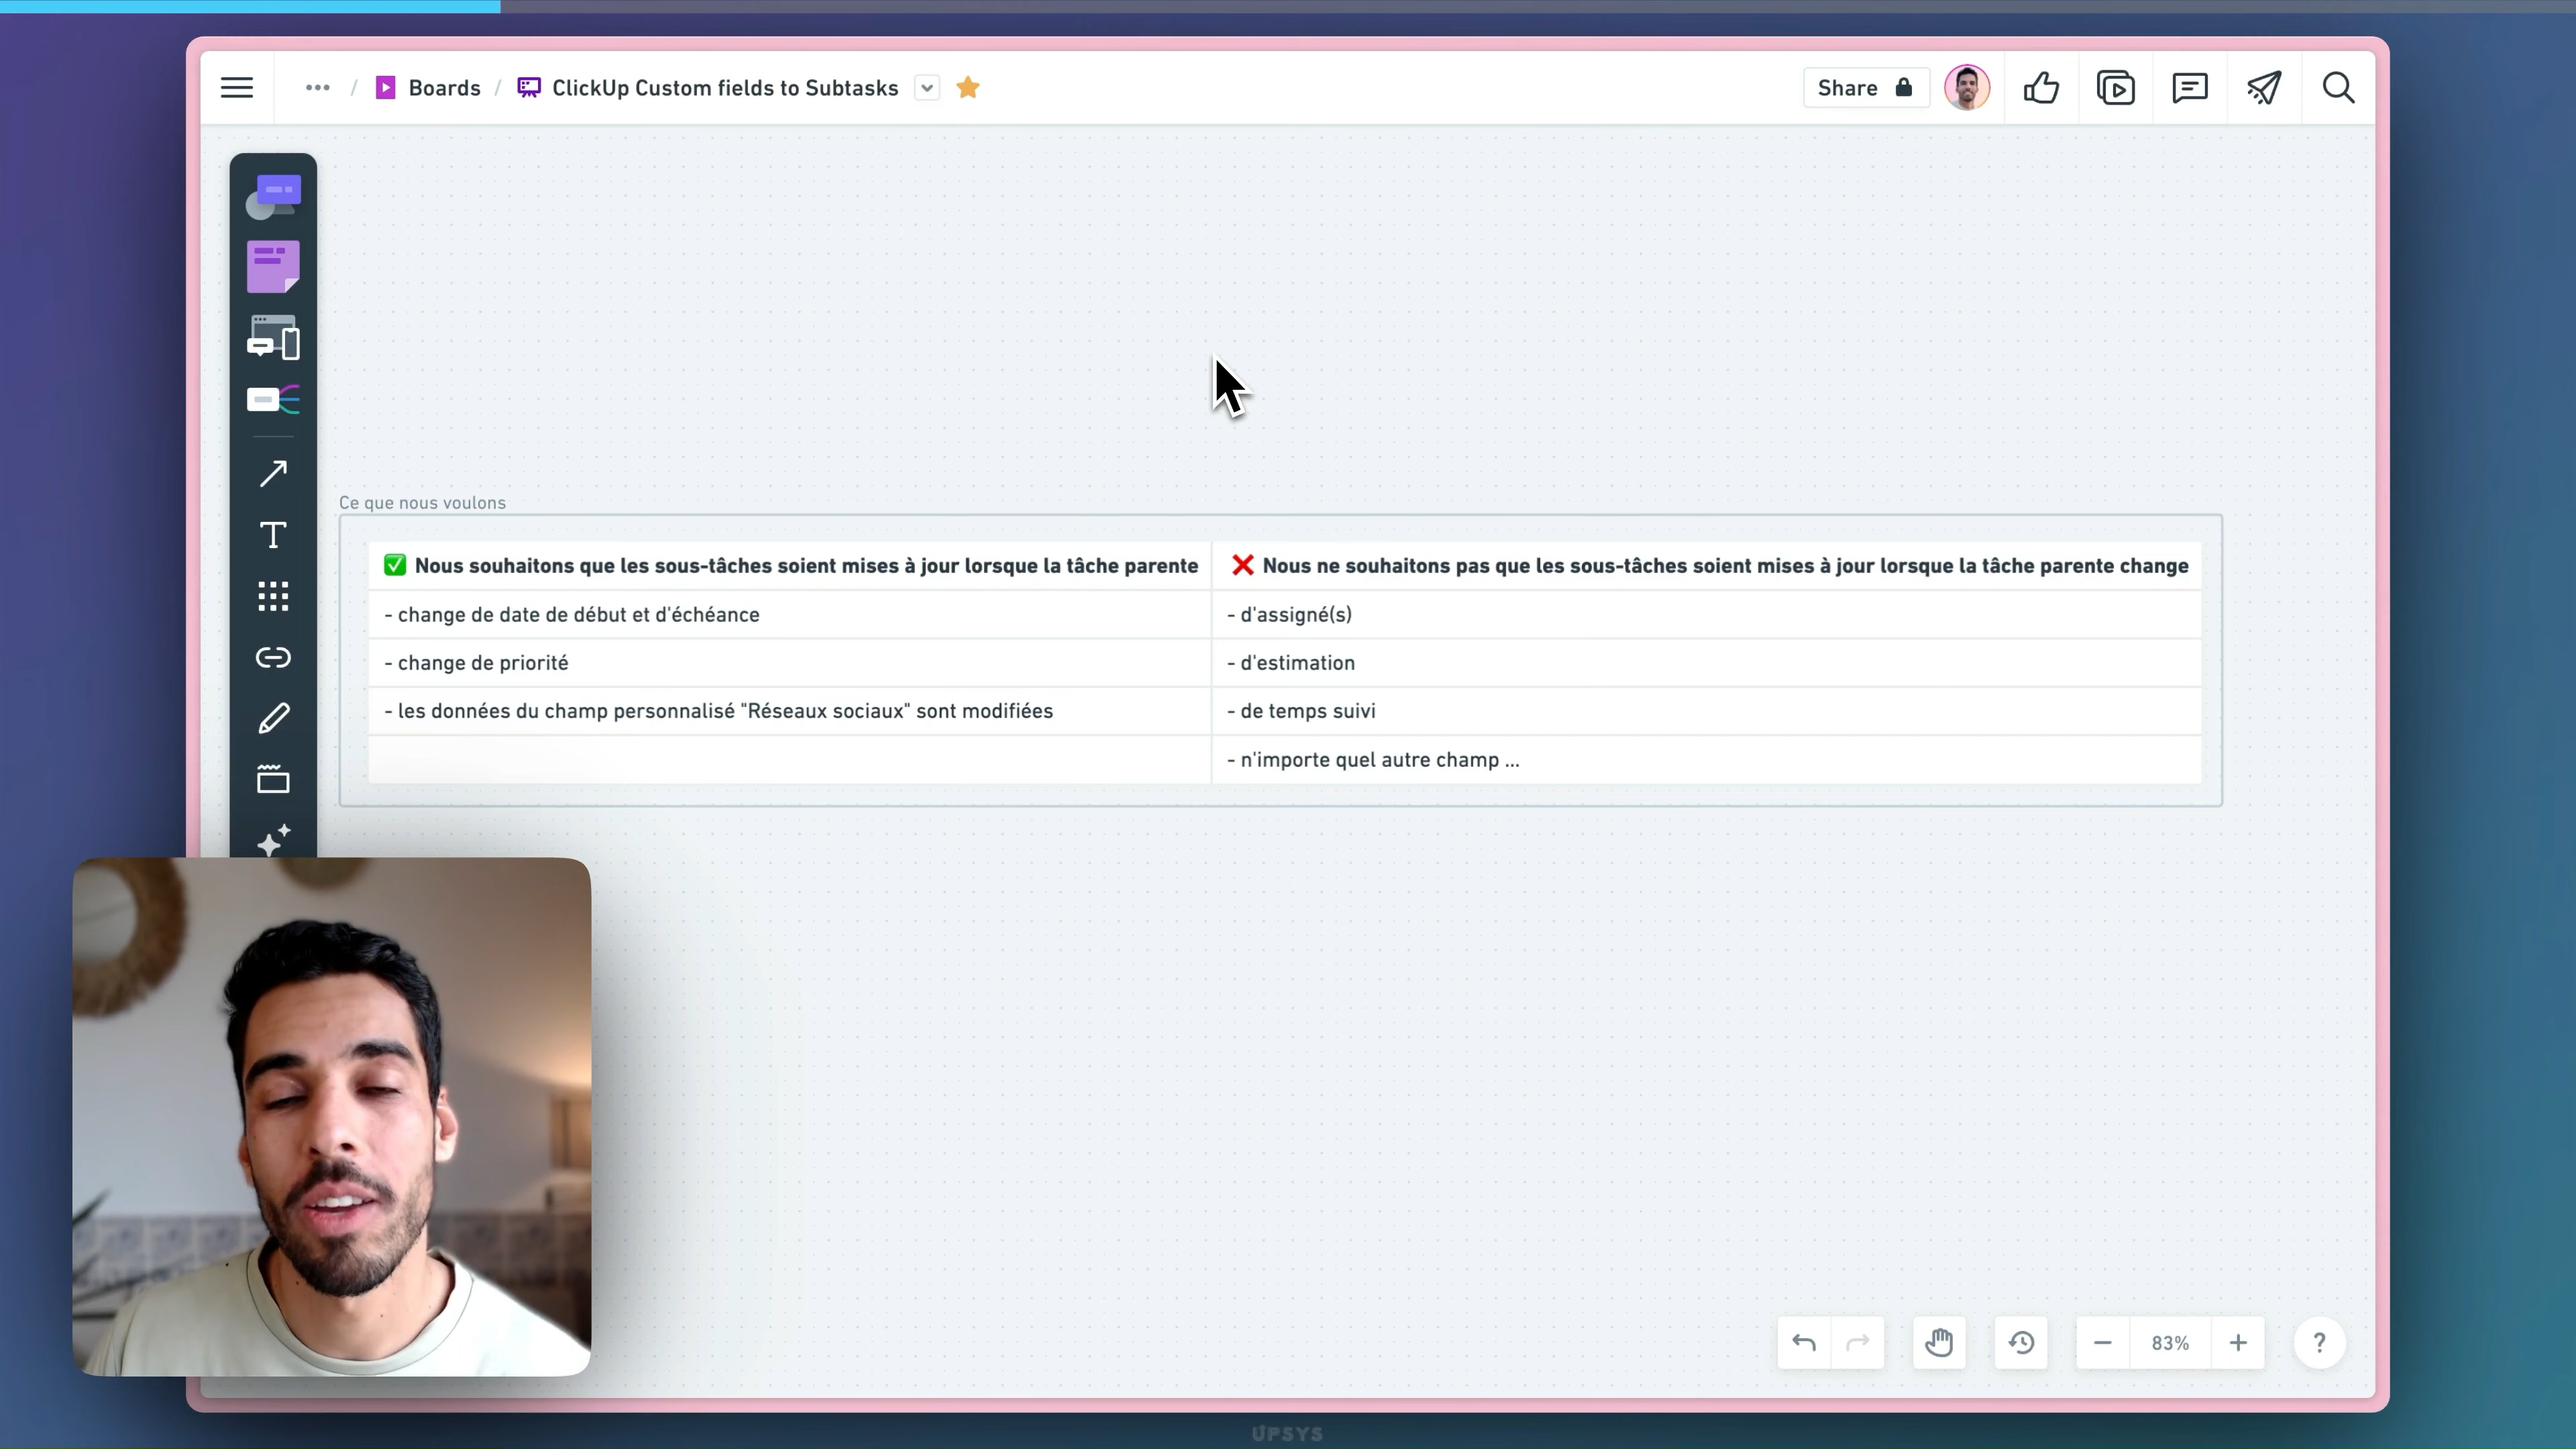 Boards / ClickUp Custom fields to Subtasks
Share
Ce que nous voulons
✅ Nous souhaitons que les sous-tâches soient mises à jour lorsque la tâche parente
❌ Nous ne souhaitons pas que les sous-tâches soient mises à jour lorsque la tâche parente change
- change de date de début et d'échéance
- d'assigné(s)
- change de priorité
- d'estimation
- les données du champ personnalisé "Réseaux sociaux" sont modifiées
- de temps suivi
- n'importe quel autre champ ...
83%
?
UPSYS